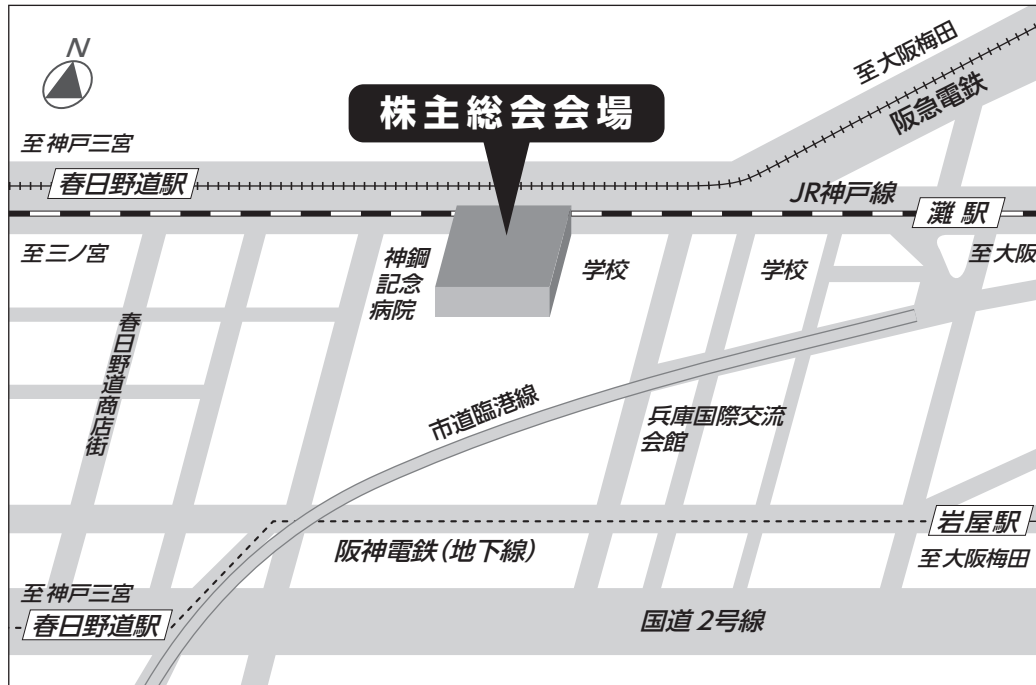 N
至大阪梅田
阪急電鉄
株主総会会場
至神戸三宮
春日野道駅
JR神戸線
灘駅
至三ノ宮
神鋼
記念
病院
学校
学校
至大阪
春日野道商店街
市道臨港線
兵庫国際交流
会館
岩屋駅
阪神電鉄(地下線)
至大阪梅田
至神戸三宮
春日野道駅
国道2号線